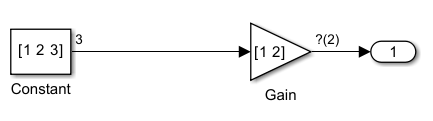 [1 2 3]
3
[1 2]
?(2)
1
Constant
Gain